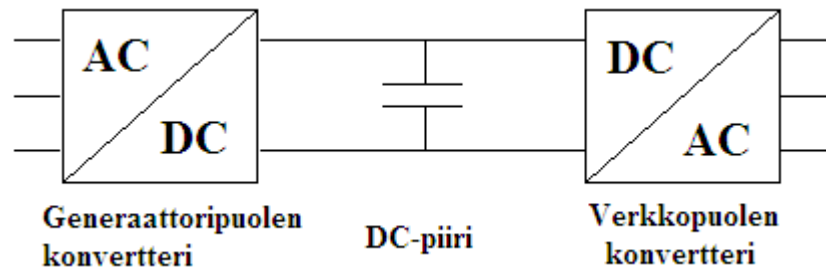 AC
DC
DC
AC
Generaattoripuolen
konvertteri
DC-piiri
Verkkopuolen
konvertteri